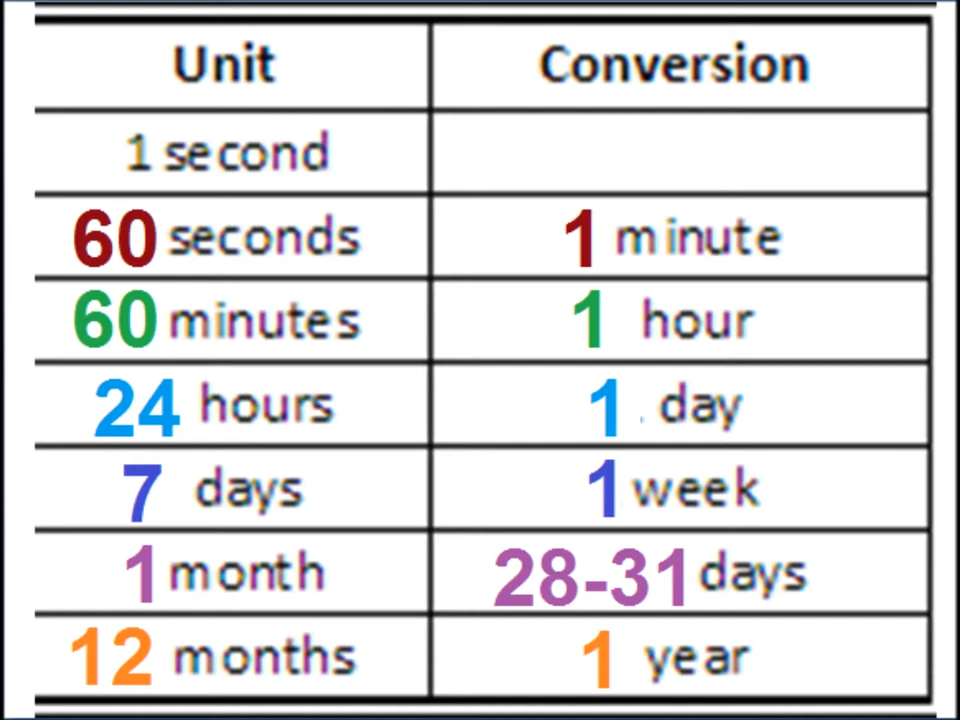 Unit Conversion
1 second
60 seconds 1 minute
60 minutes 1 hour
24 hours 1 day
7 days 1 week
1 month 28-31 days
12 months 1 year